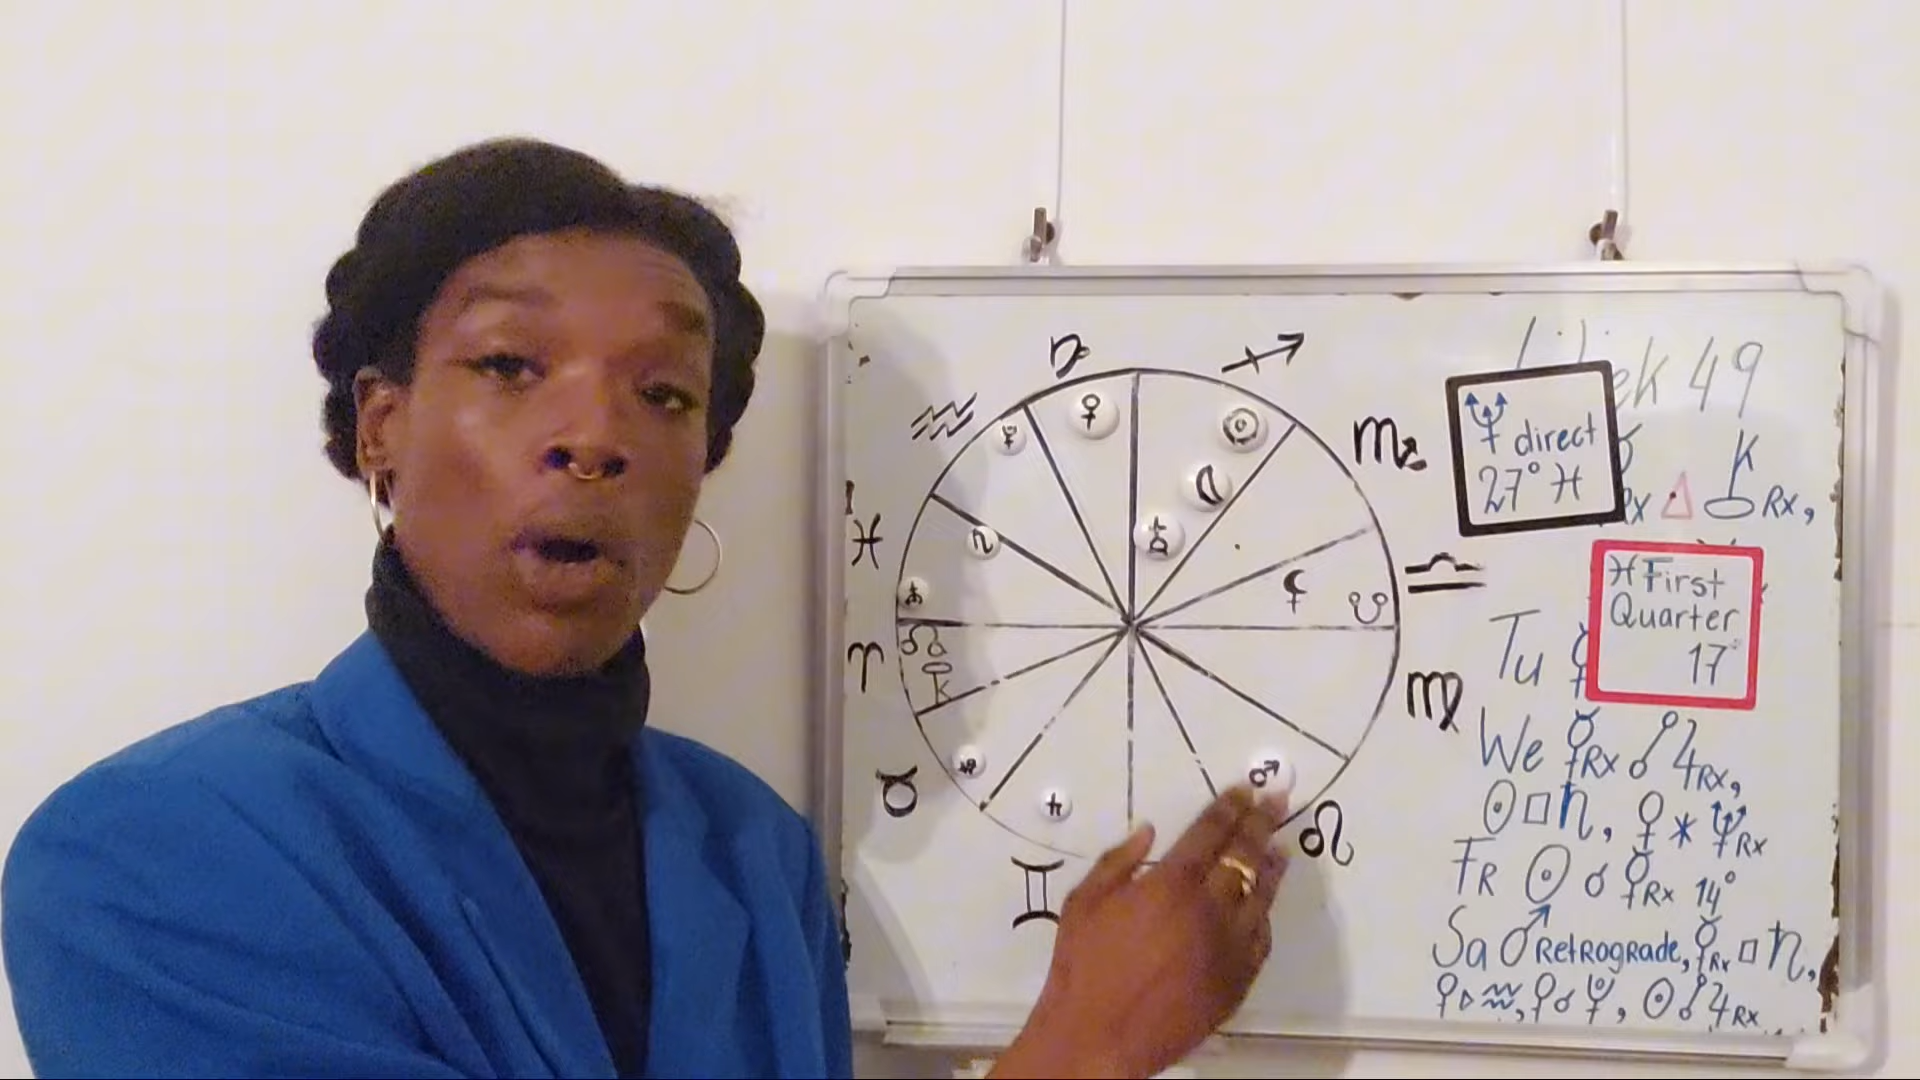 ♑ ♐
♒ ♏
♓ ♎
♈ ♍
♉ ♌
♊
♀ ☉
☽
☿
♄
⚸ ☋
☊
K
♃
♂
ek 49
♆ direct
27° ♓
K
Rx △ Rx,
♓ First
Quarter
17°
Tu
We ☿Rx ☍ ♃Rx,
☉ □ ♄, ♀ ⚹ ♆Rx
FR ☉ ☌ ☿Rx 14°
Sa ♂ RetRogRade, ☿Rx □ ♄,
♀ ▷ ♒, ♀ ☌ ♇, ☉ ☍ ♃Rx